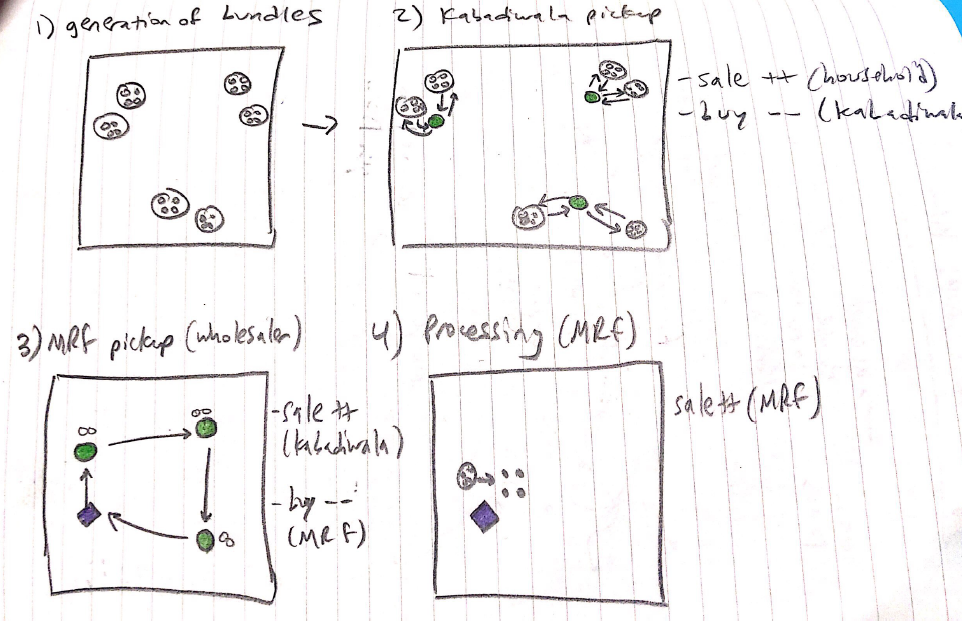 1) generation of bundles
2) Kabadiwala pickup
- sale ++ (household)
- buy -- (kabadiwala
3) MRF pickup (wholesaler)
- sale ++
(kabadiwala)
- buy --
(MRF)
4) Processing (MRF)
sale ++ (MRF)